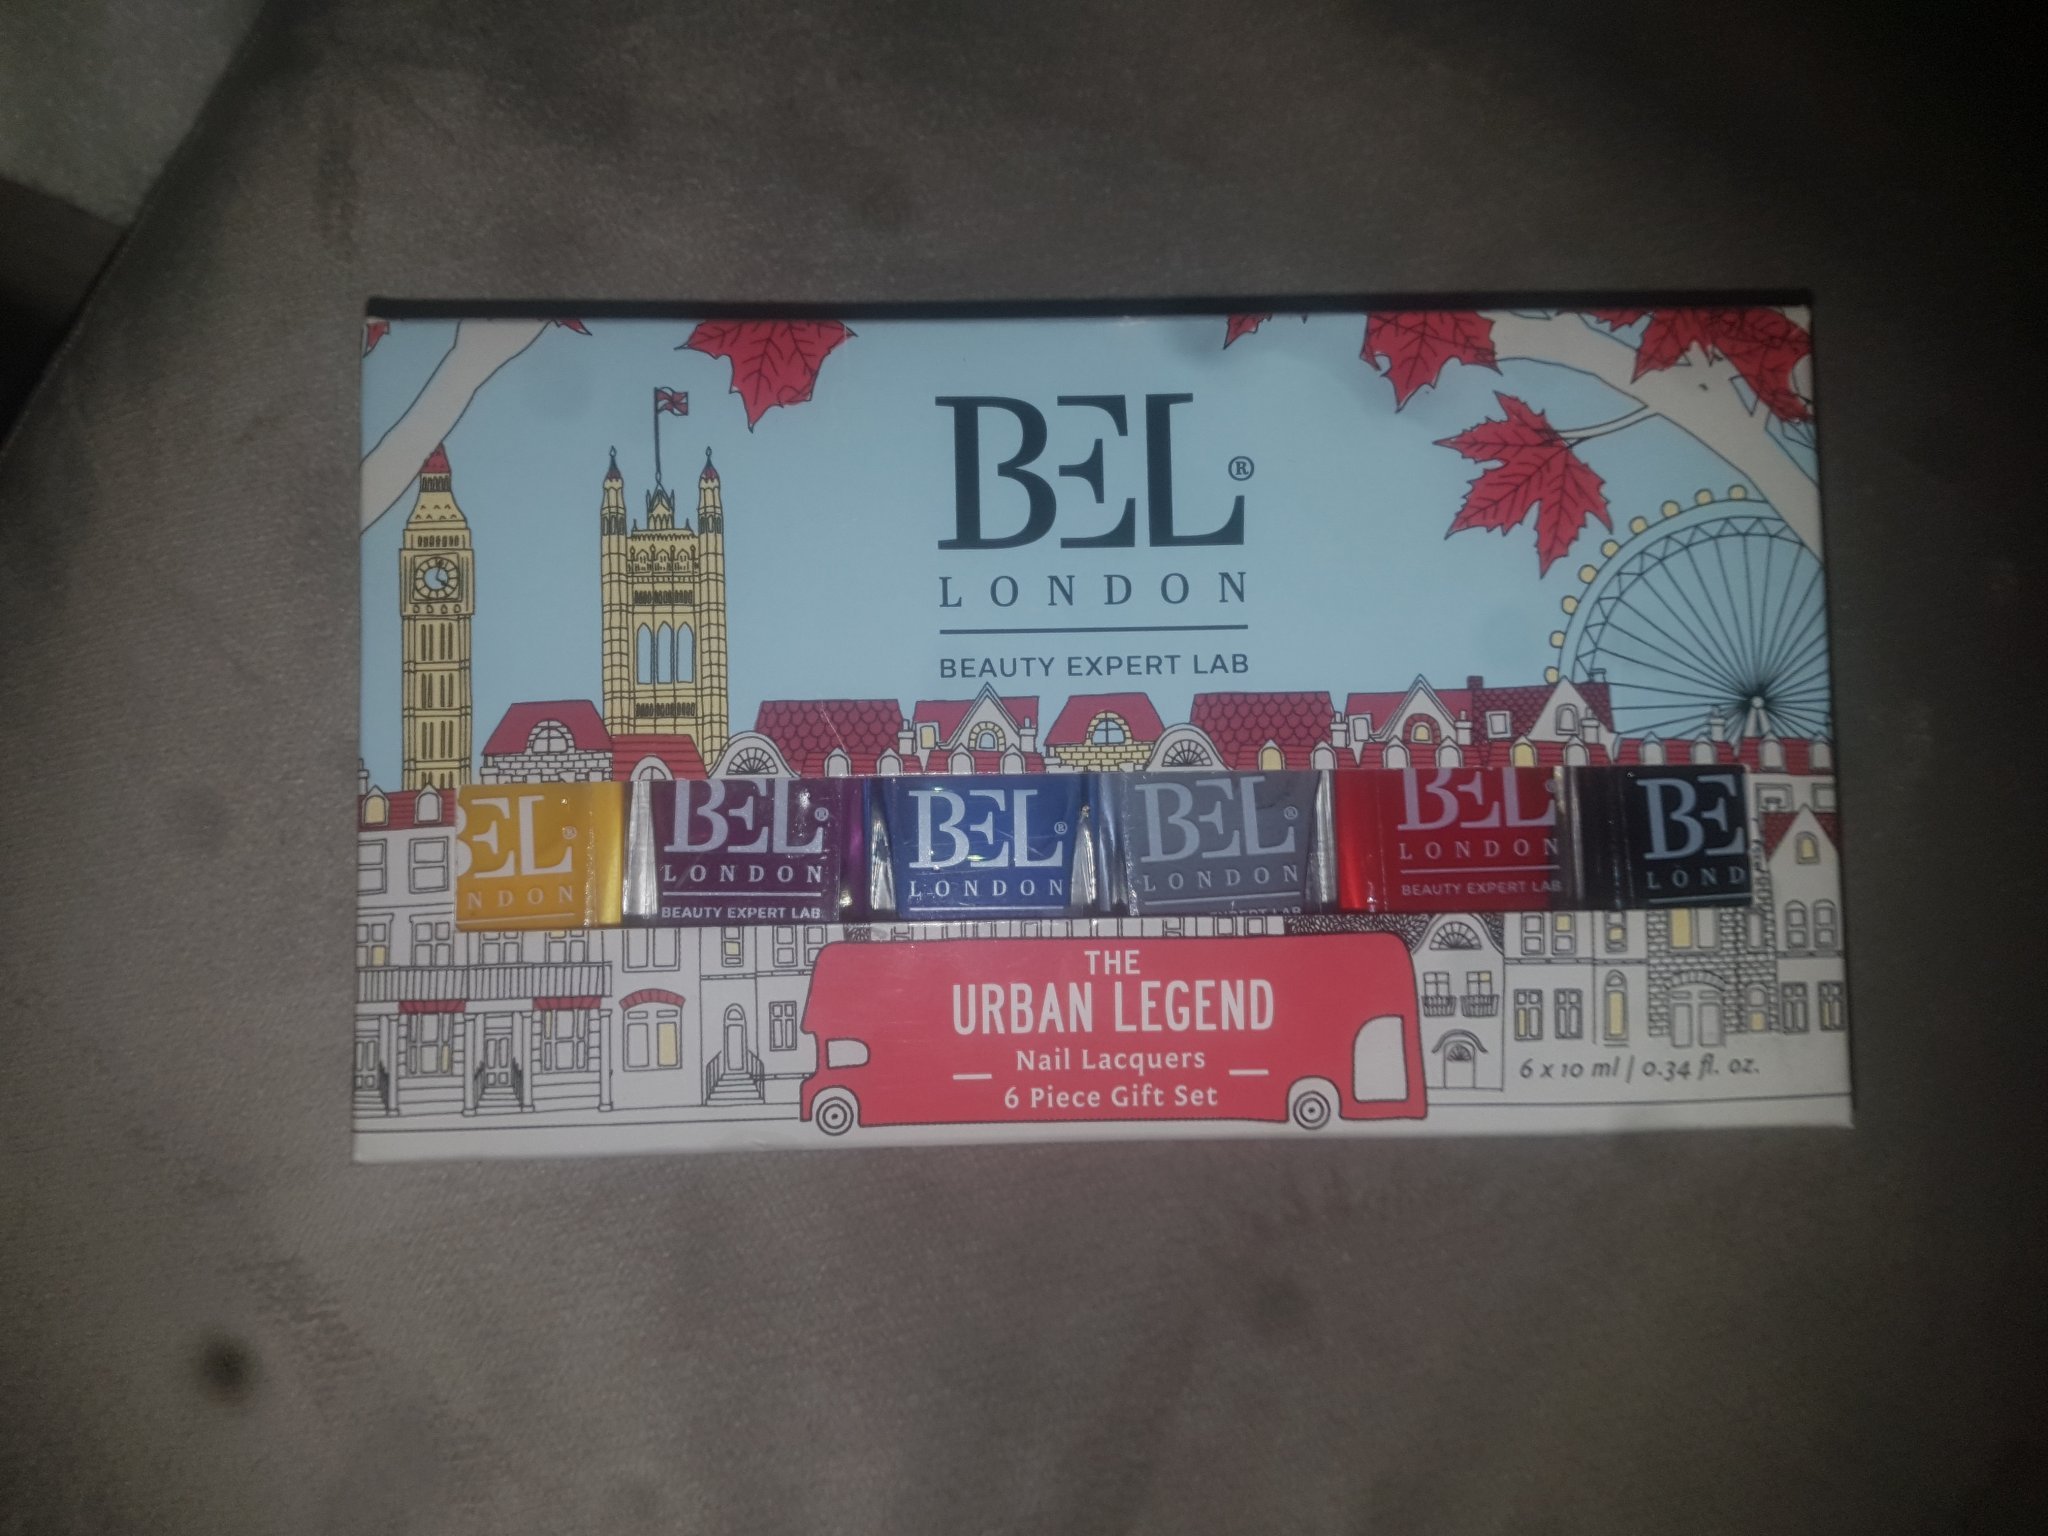 BEL®
LONDON
BEAUTY EXPERT LAB
BEL®
NDON
BEL®
LONDON
BEAUTY EXPERT LAB
BEL®
LONDON
BEL®
LONDON
BEL®
LONDON
BEAUTY EXPERT LAB
BE
LOND
THE
URBAN LEGEND
Nail Lacquers
6 Piece Gift Set
6 x 10 ml | 0.34 fl. oz.